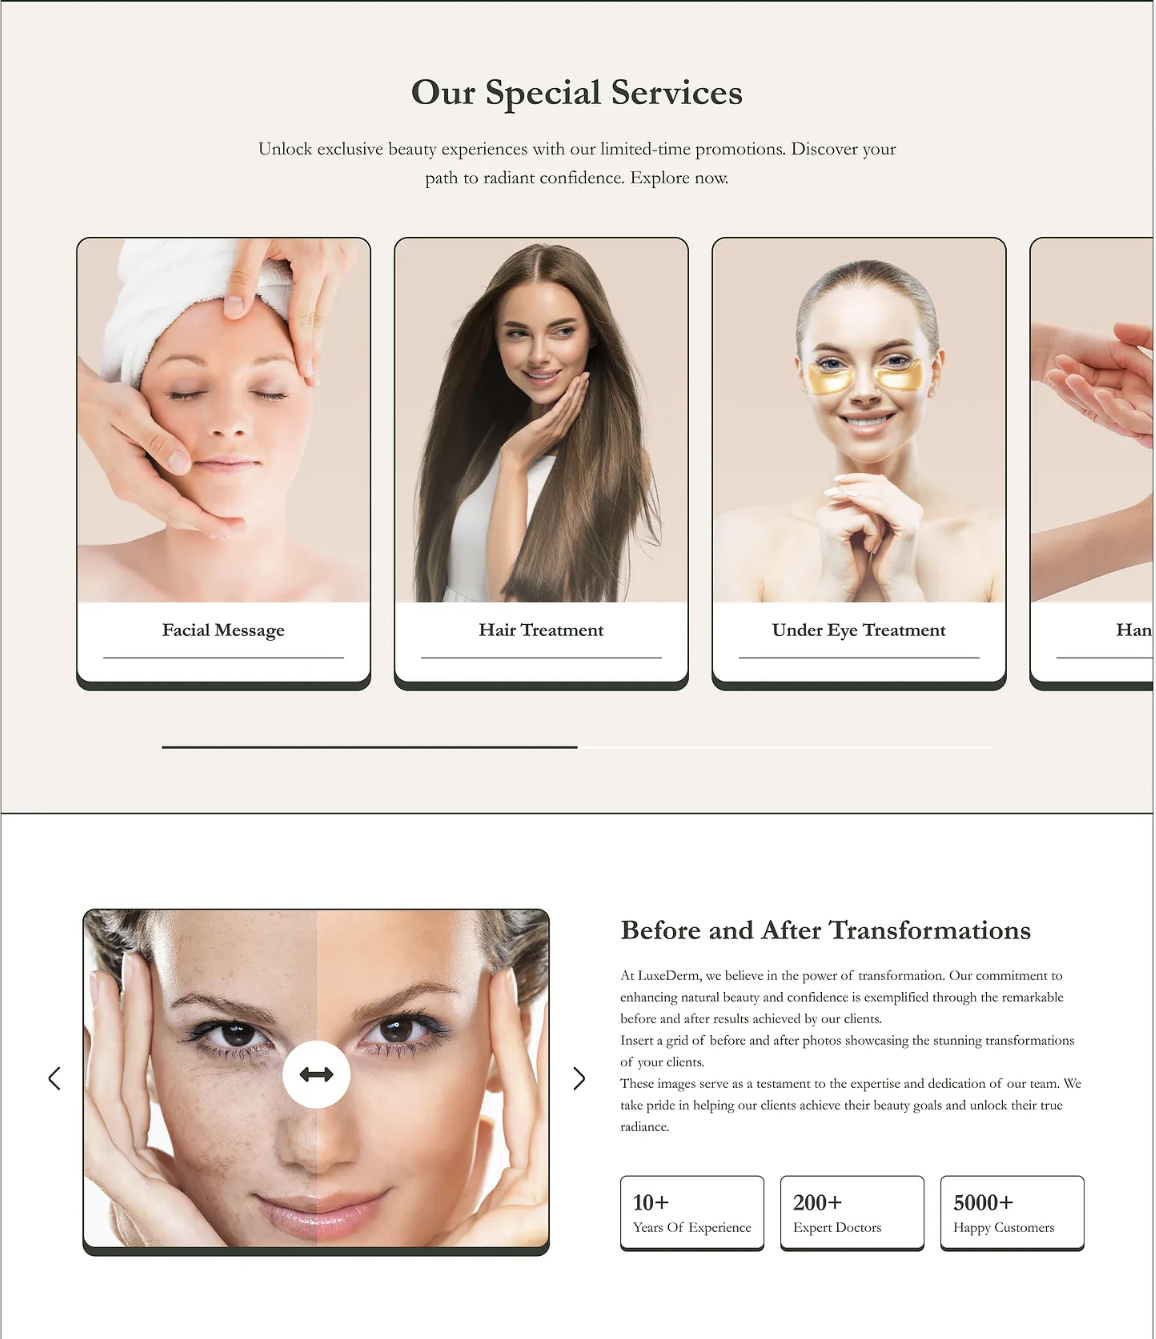 Our Special Services
Unlock exclusive beauty experiences with our limited-time promotions. Discover your
path to radiant confidence. Explore now.
Facial Message
Hair Treatment
Under Eye Treatment
Han
Before and After Transformations
At LuxeDerm, we believe in the power of transformation. Our commitment to
enhancing natural beauty and confidence is exemplified through the remarkable
before and after results achieved by our clients.
Insert a grid of before and after photos showcasing the stunning transformations
of your clients.
These images serve as a testament to the expertise and dedication of our team. We
take pride in helping our clients achieve their beauty goals and unlock their true
radiance.
10+
Years Of Experience
200+
Expert Doctors
5000+
Happy Customers